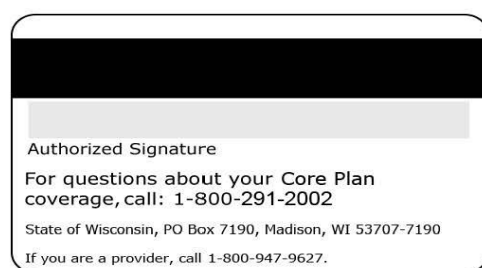 Authorized Signature
For questions about your Core Plan
coverage, call: 1-800-291-2002
State of Wisconsin, PO Box 7190, Madison, WI 53707-7190
If you are a provider, call 1-800-947-9627.